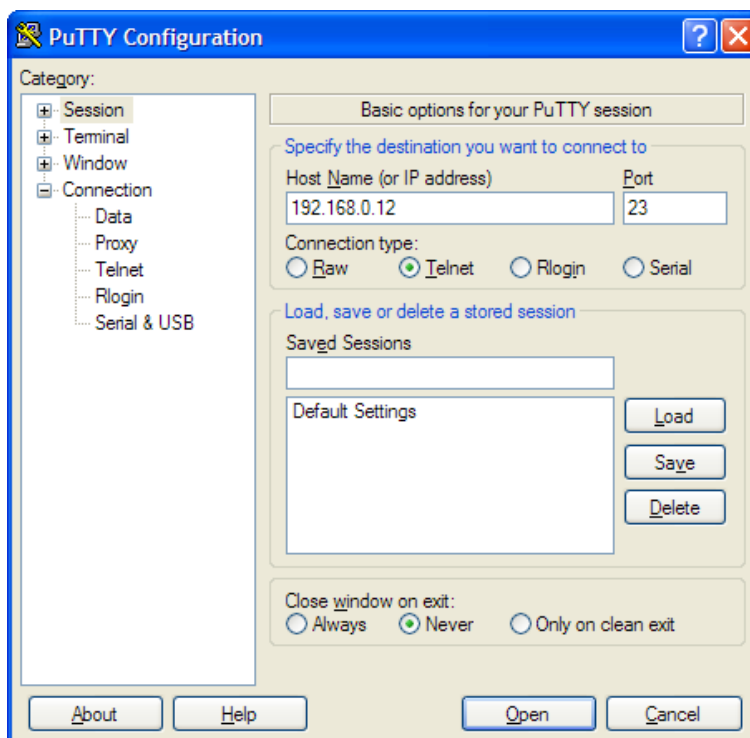 PuTTY Configuration
Category:
Session
Terminal
Window
Connection
Data
Proxy
Telnet
Rlogin
Serial & USB
Basic options for your PuTTY session
Specify the destination you want to connect to
Host Name (or IP address) Port
192.168.0.12 23
Connection type:
Raw Telnet Rlogin Serial
Load, save or delete a stored session
Saved Sessions
Default Settings
Load
Save
Delete
Close window on exit:
Always Never Only on clean exit
About Help Open Cancel